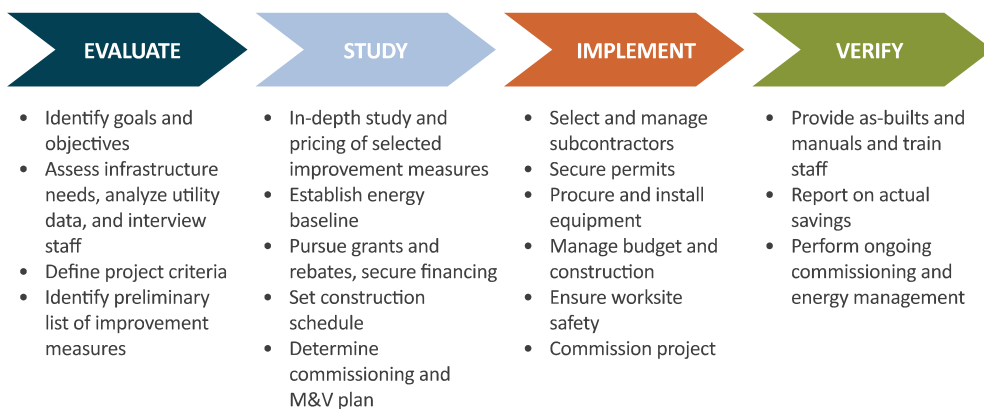 EVALUATE
• Identify goals and
objectives
• Assess infrastructure
needs, analyze utility
data, and interview
staff
• Define project criteria
• Identify preliminary
list of improvement
measures
STUDY
• In-depth study and
pricing of selected
improvement measures
• Establish energy
baseline
• Pursue grants and
rebates, secure financing
• Set construction
schedule
• Determine
commissioning and
M&V plan
IMPLEMENT
• Select and manage
subcontractors
• Secure permits
• Procure and install
equipment
• Manage budget and
construction
• Ensure worksite
safety
• Commission project
VERIFY
• Provide as-builts and
manuals and train
staff
• Report on actual
savings
• Perform ongoing
commissioning and
energy management